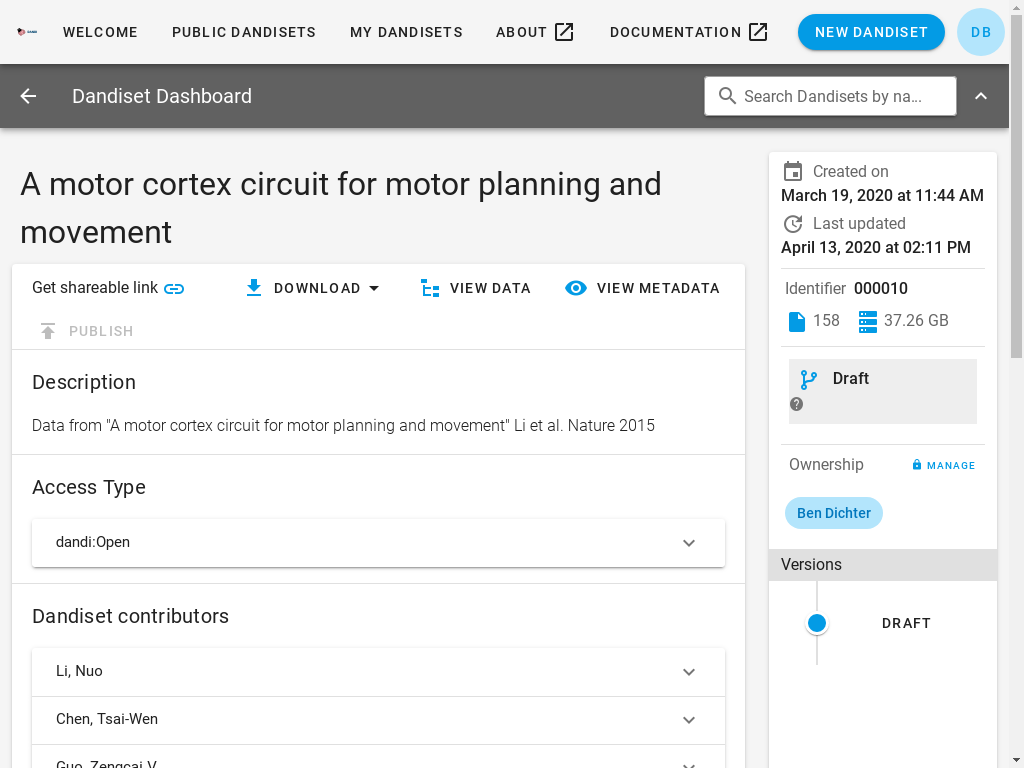 WELCOME PUBLIC DANDISETS MY DANDISETS ABOUT DOCUMENTATION NEW DANDISET DB
Dandiset Dashboard Search Dandisets by na...
A motor cortex circuit for motor planning and
movement
Get shareable link DOWNLOAD VIEW DATA VIEW METADATA
PUBLISH
Description
Data from "A motor cortex circuit for motor planning and movement" Li et al. Nature 2015
Access Type
dandi:Open
Dandiset contributors
Li, Nuo
Chen, Tsai-Wen
Guo, Zengcai V
Created on
March 19, 2020 at 11:44 AM
Last updated
April 13, 2020 at 02:11 PM
Identifier 000010
158 37.26 GB
Draft
Ownership MANAGE
Ben Dichter
Versions
DRAFT